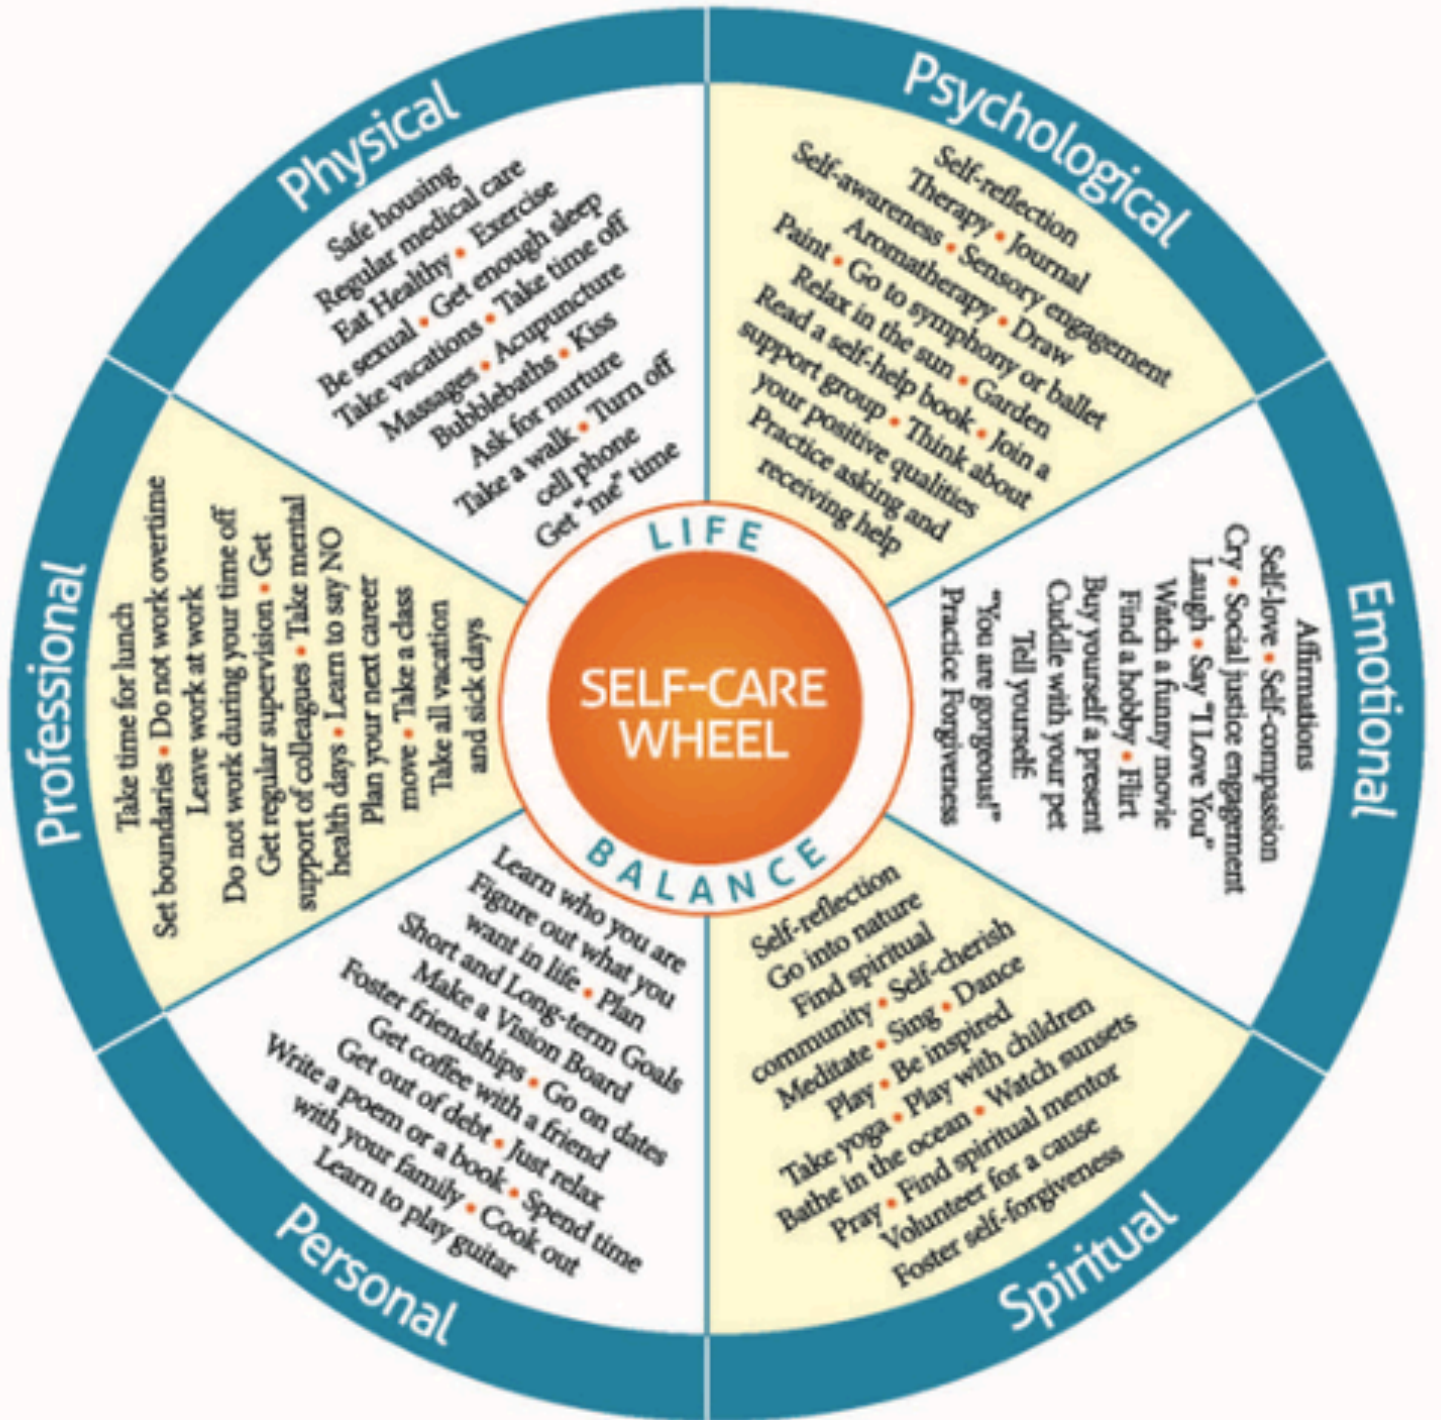 Physical
Safe housing
Regular medical care
Eat Healthy • Exercise
Be sexual • Get enough sleep
Take vacations • Take time off
Massages • Acupuncture
Bubblebaths • Kiss
Ask for nurture
Take a walk • Turn off
cell phone
Get "me" time
Psychological
Self-reflection
Therapy • Journal
Self-awareness • Sensory engagement
Aromatherapy • Draw
Paint • Go to symphony or ballet
Relax in the sun • Garden
Read a self-help book • Join a
support group • Think about
your positive qualities
Practice asking and
receiving help
Emotional
Affirmations
Self-love • Self-compassion
Cry • Social justice engagement
Laugh • Say "I Love You"
Watch a funny movie
Find a hobby • Flirt
Buy yourself a present
Cuddle with your pet
Tell yourself:
"You are gorgeous!"
Practice Forgiveness
Spiritual
Self-reflection
Go into nature
Find spiritual
community • Self-cherish
Meditate • Sing • Dance
Play • Be inspired
Take yoga • Play with children
Bathe in the ocean • Watch sunsets
Pray • Find spiritual mentor
Volunteer for a cause
Foster self-forgiveness
Personal
Learn who you are
Figure out what you
want in life • Plan
Short and Long-term Goals
Make a Vision Board
Foster friendships • Go on dates
Get coffee with a friend
Get out of debt • Just relax
Write a poem or a book • Spend time
with your family • Cook out
Learn to play guitar
Professional
Take time for lunch
Set boundaries • Do not work overtime
Leave work at work
Do not work during your time off
Get regular supervision • Get
support of colleagues • Take mental
health days • Learn to say NO
Plan your next career
move • Take a class
Take all vacation
and sick days
LIFE
SELF-CARE
WHEEL
BALANCE